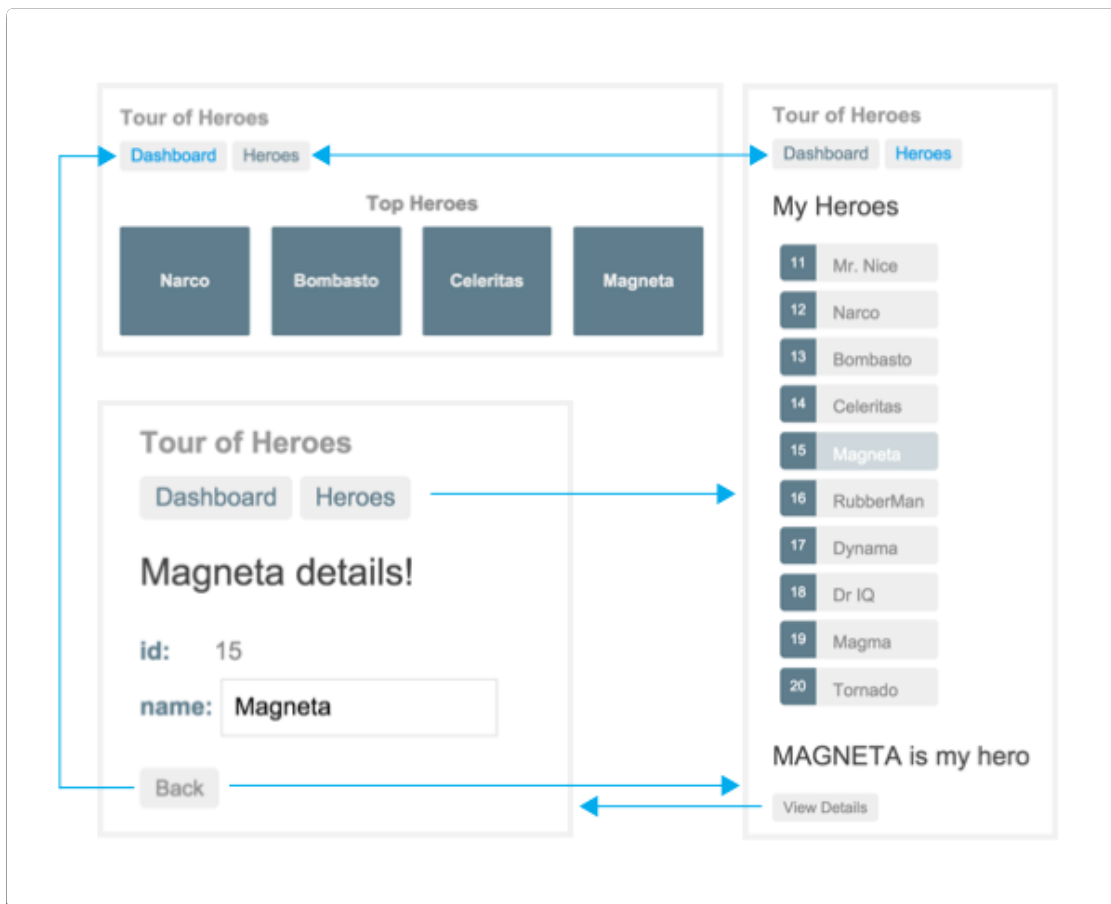 Tour of Heroes
Dashboard Heroes
Top Heroes
Narco Bombasto Celeritas Magneta
Tour of Heroes
Dashboard Heroes
Magneta details!
id: 15
name: Magneta
Back
Tour of Heroes
Dashboard Heroes
My Heroes
11 Mr. Nice
12 Narco
13 Bombasto
14 Celeritas
15 Magneta
16 RubberMan
17 Dynama
18 Dr IQ
19 Magma
20 Tornado
MAGNETA is my hero
View Details